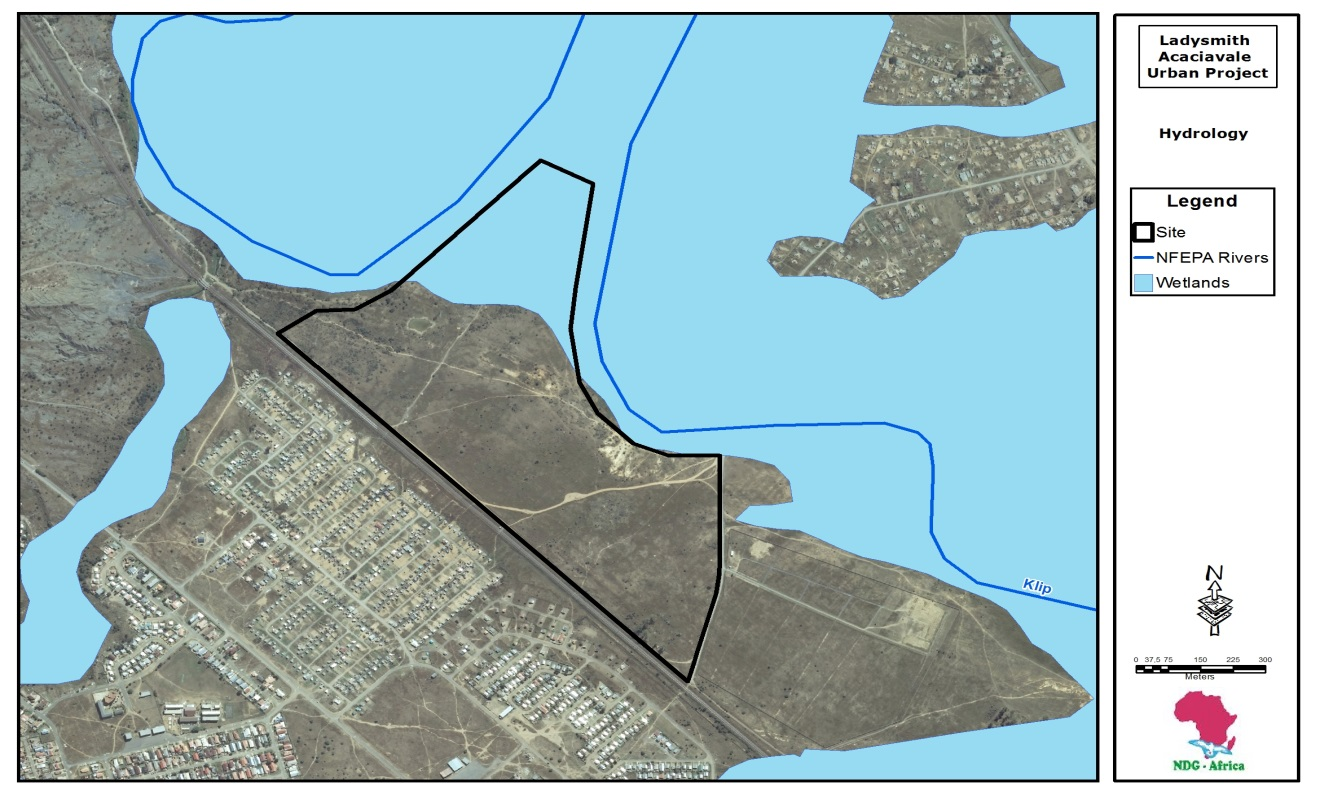 Ladysmith
Acaciavale
Urban Project
Hydrology
Legend
Site
NFEPA Rivers
Wetlands
Klip
N
0 37,5 75 150 225 300
Meters
NDG - Africa